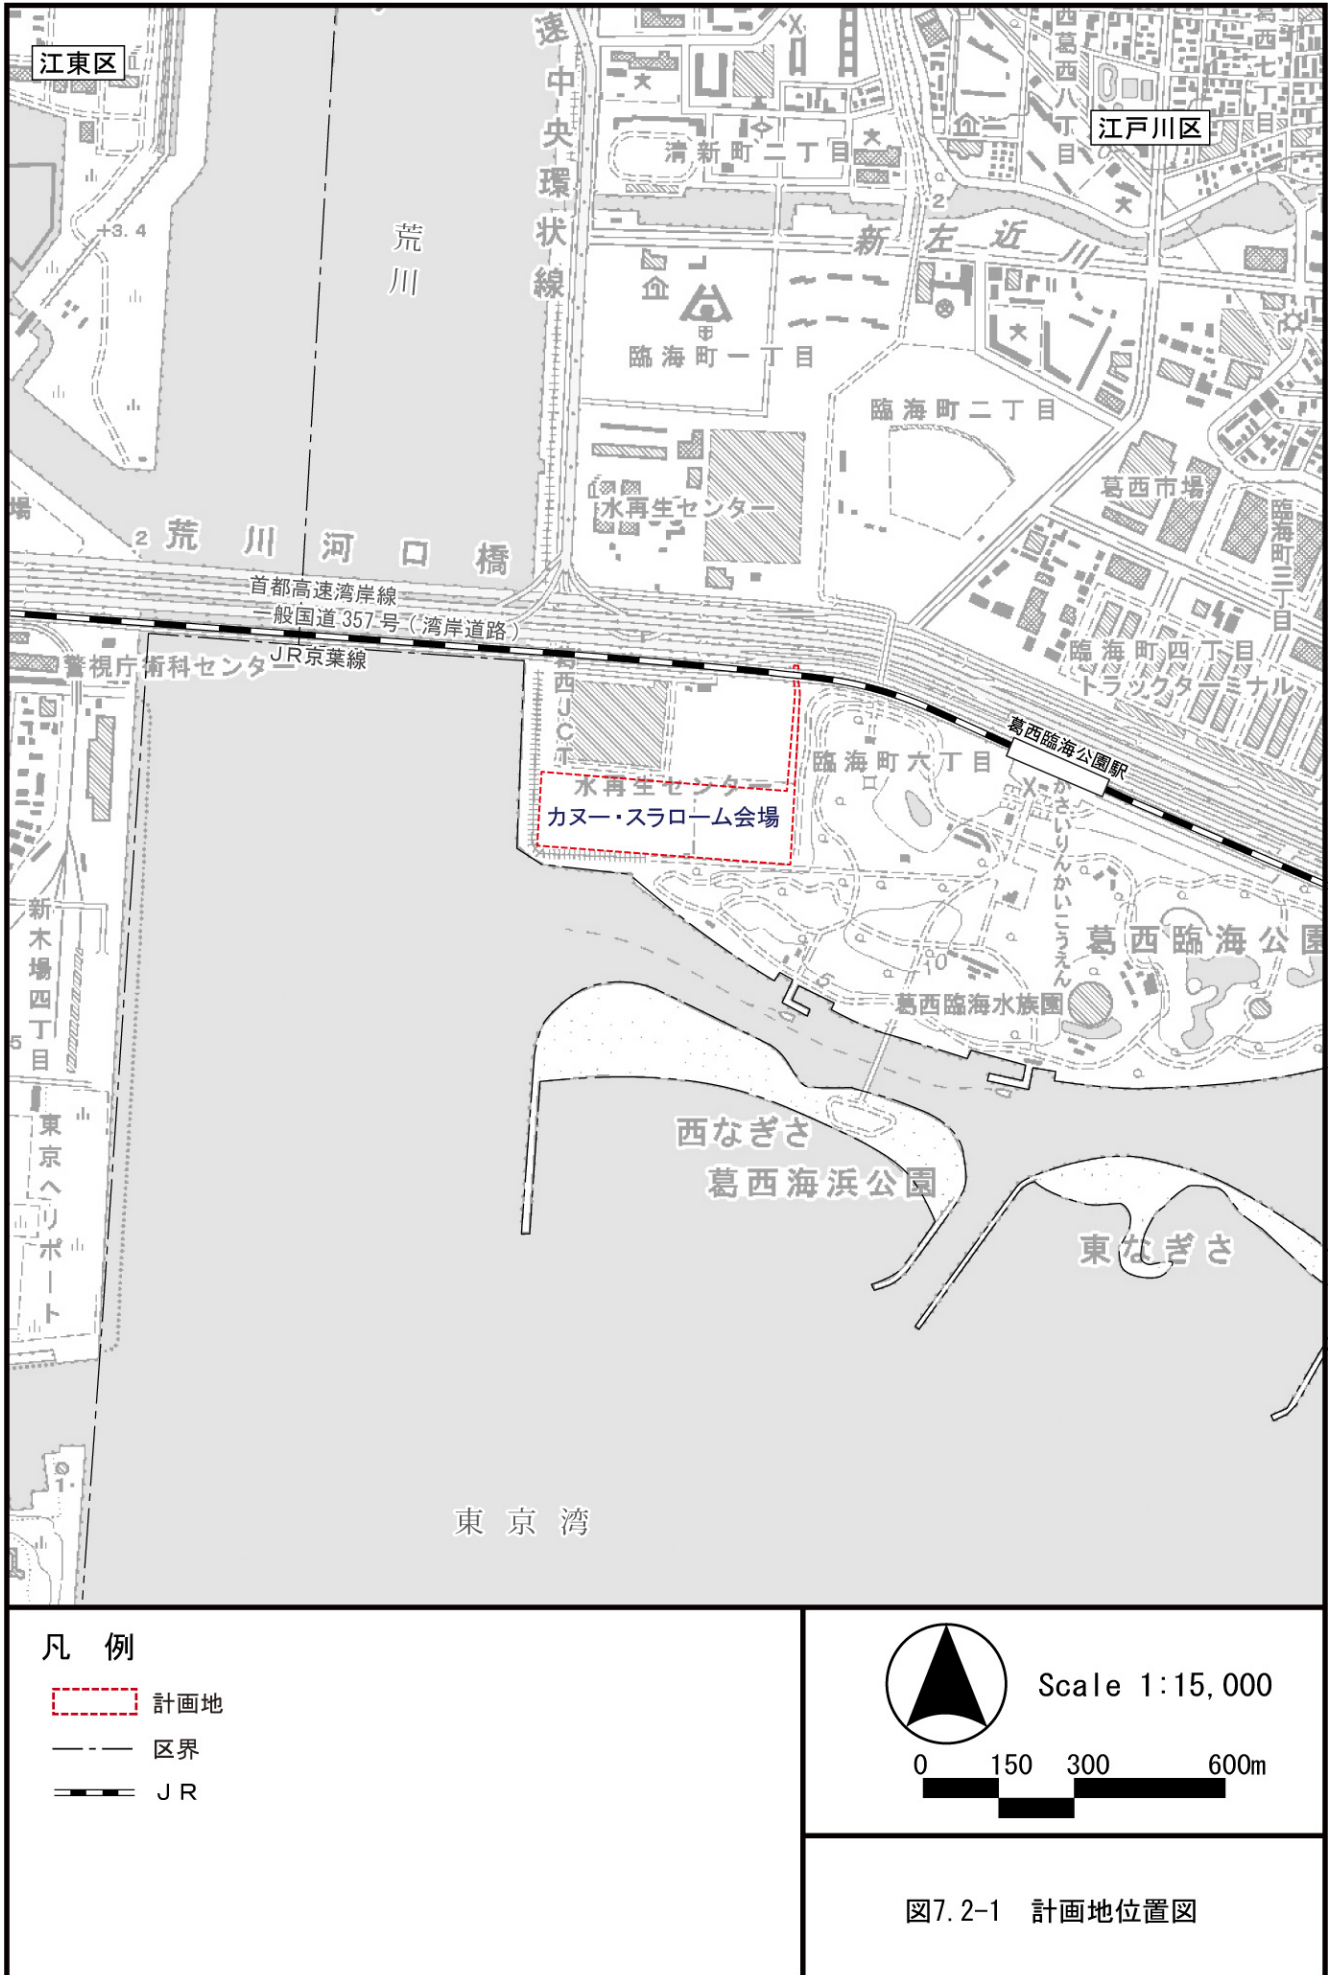 江東区
江戸川区
速中央環状線
西葛西八丁目
葛西七丁目
清新町二丁目
+3.4
荒川
2
新左近川
臨海町一丁目
臨海町二丁目
葛西市場
臨海町三丁目
水再生センター
場
2
荒川河口橋
首都高速湾岸線
一般国道357号(湾岸道路)
JR京葉線
警視庁術科センター
葛西JCT
臨海町四丁目
トラックターミナル
葛西臨海公園駅
かさいりんかいこうえん
臨海町六丁目
水再生センター
カヌー・スラローム会場
新木場四丁目
葛西臨海公園
10
5
葛西臨海水族園
5
東京ヘリポート
西なぎさ
葛西海浜公園
東なぎさ
1.
東京湾
凡 例
計画地
区界
JR
Scale 1:15,000
0 150 300 600m
図7.2-1 計画地位置図